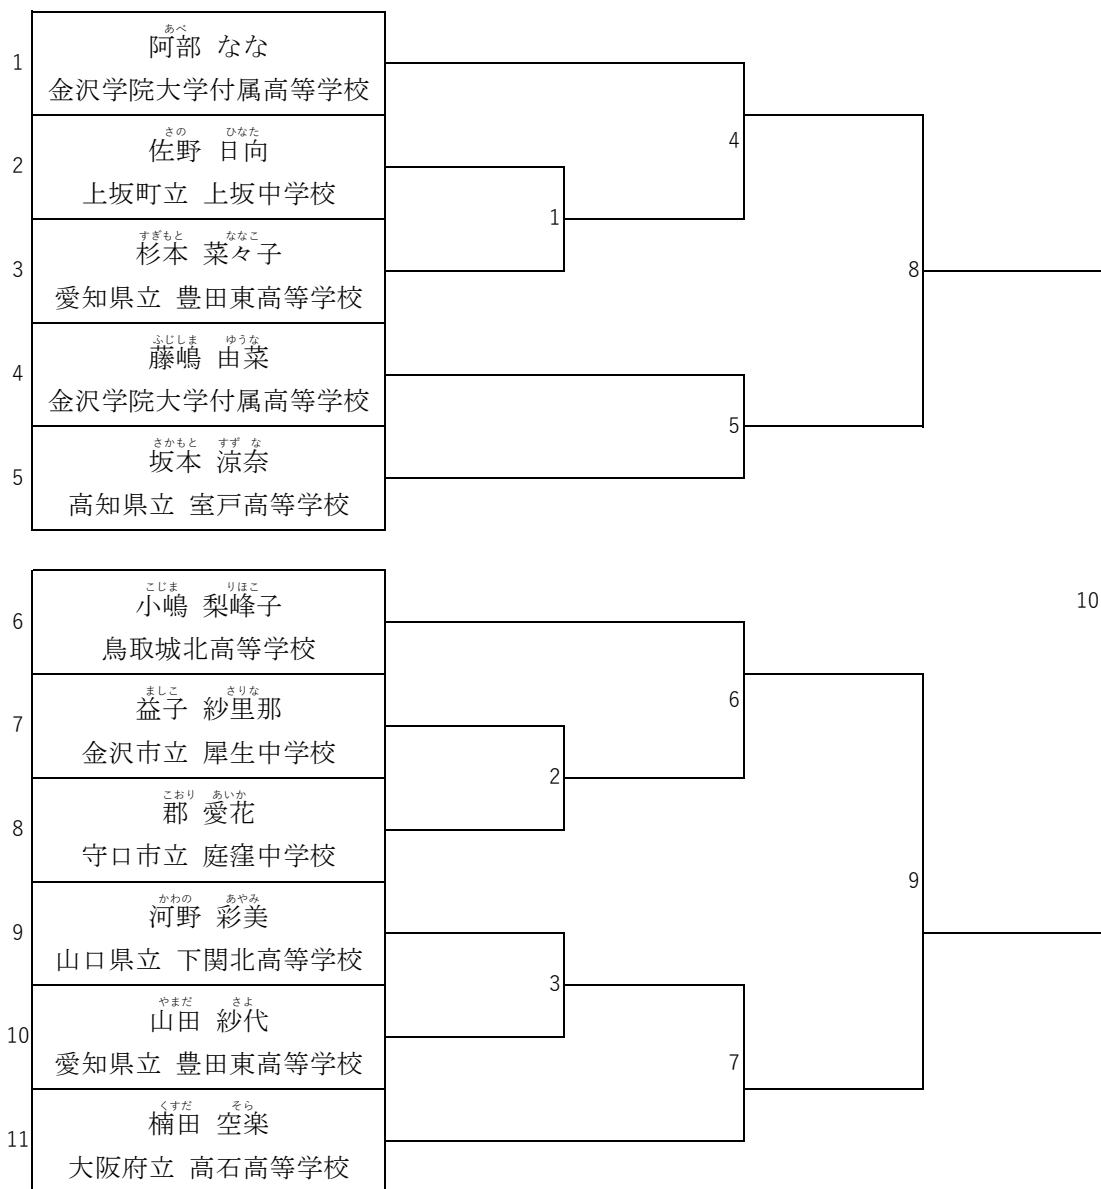 あべ
1 阿部 なな
金沢学院大学付属高等学校
さの ひなた
2 佐野 日向
上坂町立 上坂中学校
すぎもと ななこ
3 杉本 菜々子
愛知県立 豊田東高等学校
ふじしま ゆうな
4 藤嶋 由菜
金沢学院大学付属高等学校
さかもと すず な
5 坂本 涼奈
高知県立 室戸高等学校
4
1
8
5
こじま りほこ
6 小嶋 梨峰子
鳥取城北高等学校
ましこ さりな
7 益子 紗里那
金沢市立 犀生中学校
こおり あいか
8 郡 愛花
守口市立 庭窪中学校
かわの あやみ
9 河野 彩美
山口県立 下関北高等学校
やまだ さよ
10 山田 紗代
愛知県立 豊田東高等学校
くすだ そら
11 楠田 空楽
大阪府立 高石高等学校
10
6
2
9
3
7